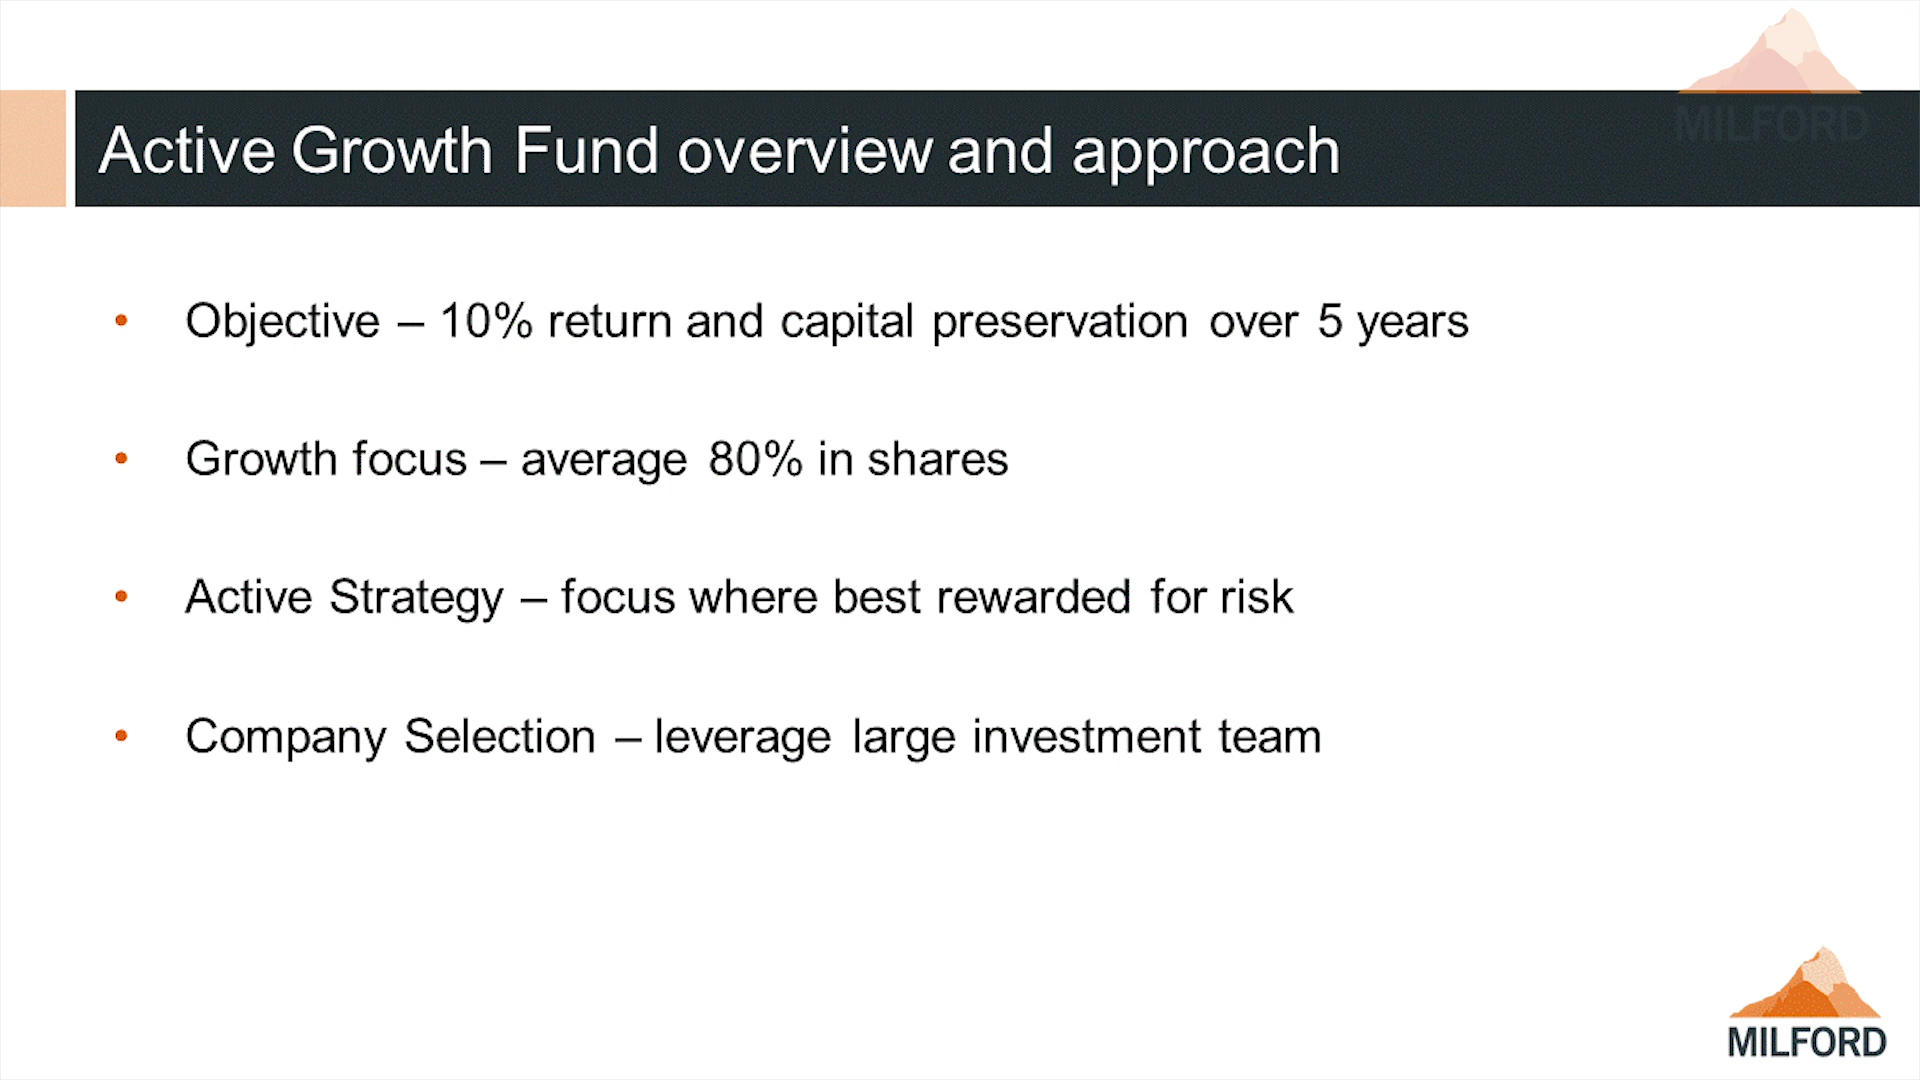 MILFORD
Active Growth Fund overview and approach
• Objective – 10% return and capital preservation over 5 years
• Growth focus – average 80% in shares
• Active Strategy – focus where best rewarded for risk
• Company Selection – leverage large investment team
MILFORD